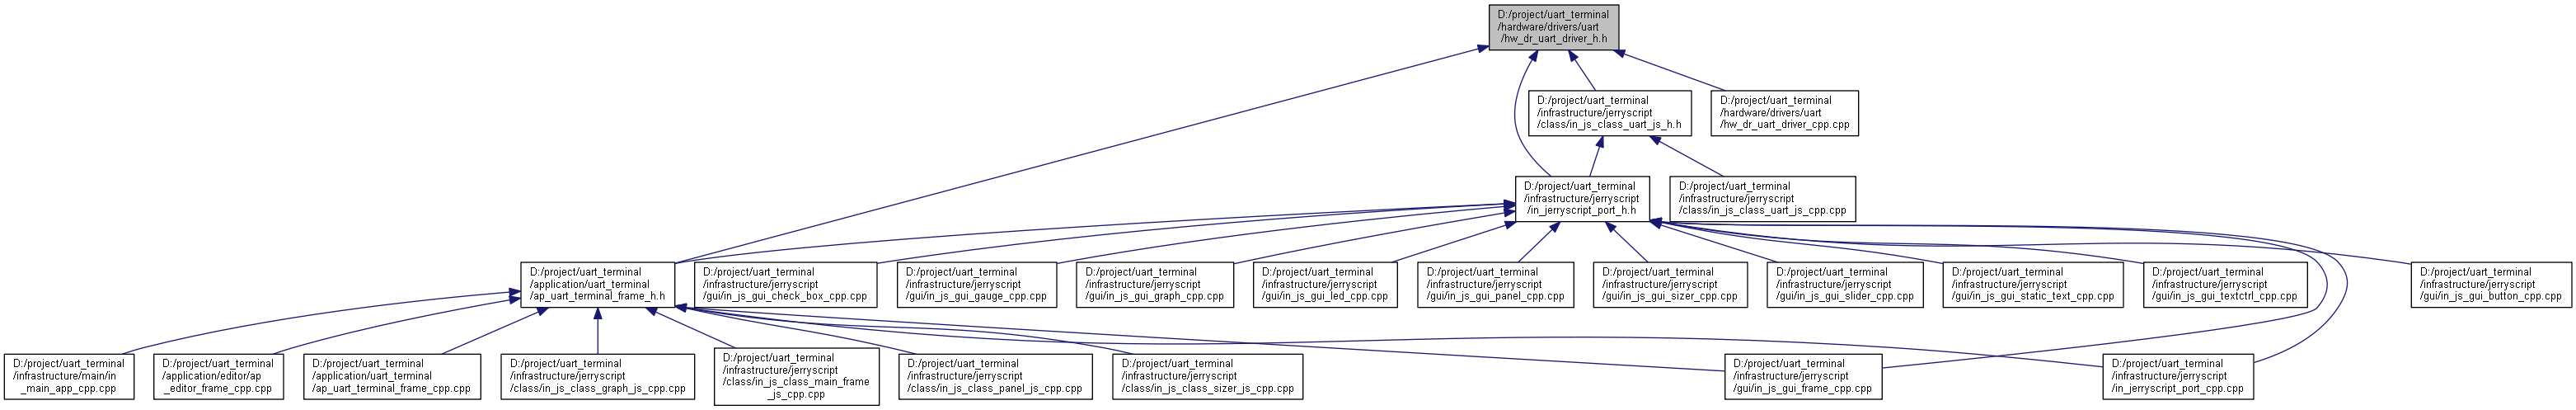 D:/project/uart_terminal
/hardware/drivers/uart
/hw_dr_uart_driver_h.h
D:/project/uart_terminal
/infrastructure/jerryscript
/class/in_js_class_uart_js_h.h
D:/project/uart_terminal
/hardware/drivers/uart
/hw_dr_uart_driver_cpp.cpp
D:/project/uart_terminal
/infrastructure/jerryscript
/in_jerryscript_port_h.h
D:/project/uart_terminal
/infrastructure/jerryscript
/class/in_js_class_uart_js_cpp.cpp
D:/project/uart_terminal
/application/uart_terminal
/ap_uart_terminal_frame_h.h
D:/project/uart_terminal
/infrastructure/jerryscript
/gui/in_js_gui_check_box_cpp.cpp
D:/project/uart_terminal
/infrastructure/jerryscript
/gui/in_js_gui_gauge_cpp.cpp
D:/project/uart_terminal
/infrastructure/jerryscript
/gui/in_js_gui_graph_cpp.cpp
D:/project/uart_terminal
/infrastructure/jerryscript
/gui/in_js_gui_led_cpp.cpp
D:/project/uart_terminal
/infrastructure/jerryscript
/gui/in_js_gui_panel_cpp.cpp
D:/project/uart_terminal
/infrastructure/jerryscript
/gui/in_js_gui_sizer_cpp.cpp
D:/project/uart_terminal
/infrastructure/jerryscript
/gui/in_js_gui_slider_cpp.cpp
D:/project/uart_terminal
/infrastructure/jerryscript
/gui/in_js_gui_static_text_cpp.cpp
D:/project/uart_terminal
/infrastructure/jerryscript
/gui/in_js_gui_textctrl_cpp.cpp
D:/project/uart_terminal
/infrastructure/jerryscript
/gui/in_js_gui_button_cpp.cpp
D:/project/uart_terminal
/infrastructure/main/in
_main_app_cpp.cpp
D:/project/uart_terminal
/application/editor/ap
_editor_frame_cpp.cpp
D:/project/uart_terminal
/application/uart_terminal
/ap_uart_terminal_frame_cpp.cpp
D:/project/uart_terminal
/infrastructure/jerryscript
/class/in_js_class_graph_js_cpp.cpp
D:/project/uart_terminal
/infrastructure/jerryscript
/class/in_js_class_main_frame
_js_cpp.cpp
D:/project/uart_terminal
/infrastructure/jerryscript
/class/in_js_class_panel_js_cpp.cpp
D:/project/uart_terminal
/infrastructure/jerryscript
/class/in_js_class_sizer_js_cpp.cpp
D:/project/uart_terminal
/infrastructure/jerryscript
/gui/in_js_gui_frame_cpp.cpp
D:/project/uart_terminal
/infrastructure/jerryscript
/in_jerryscript_port_cpp.cpp